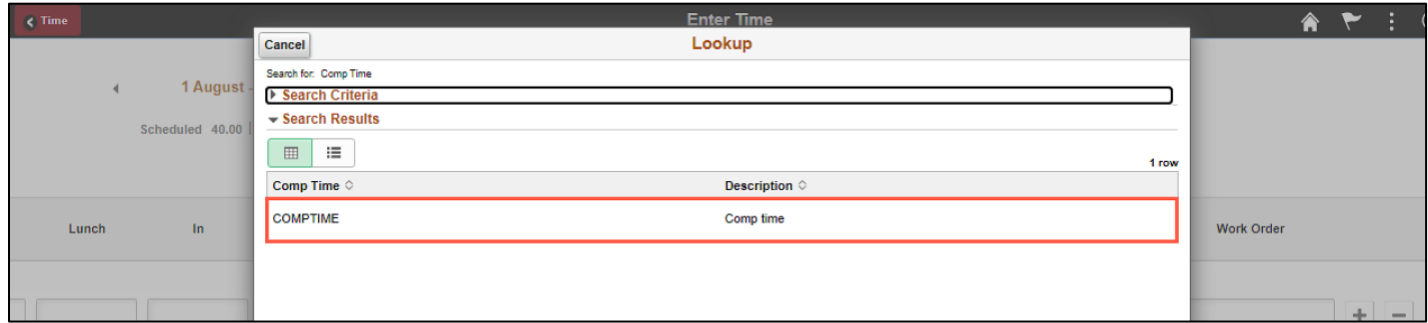 Time
Enter Time
Cancel
Lookup
Search for: Comp Time
1 August -
Search Criteria
Scheduled 40.00
Search Results
1 row
Comp Time
Description
COMPTIME
Comp time
Lunch
In
Work Order